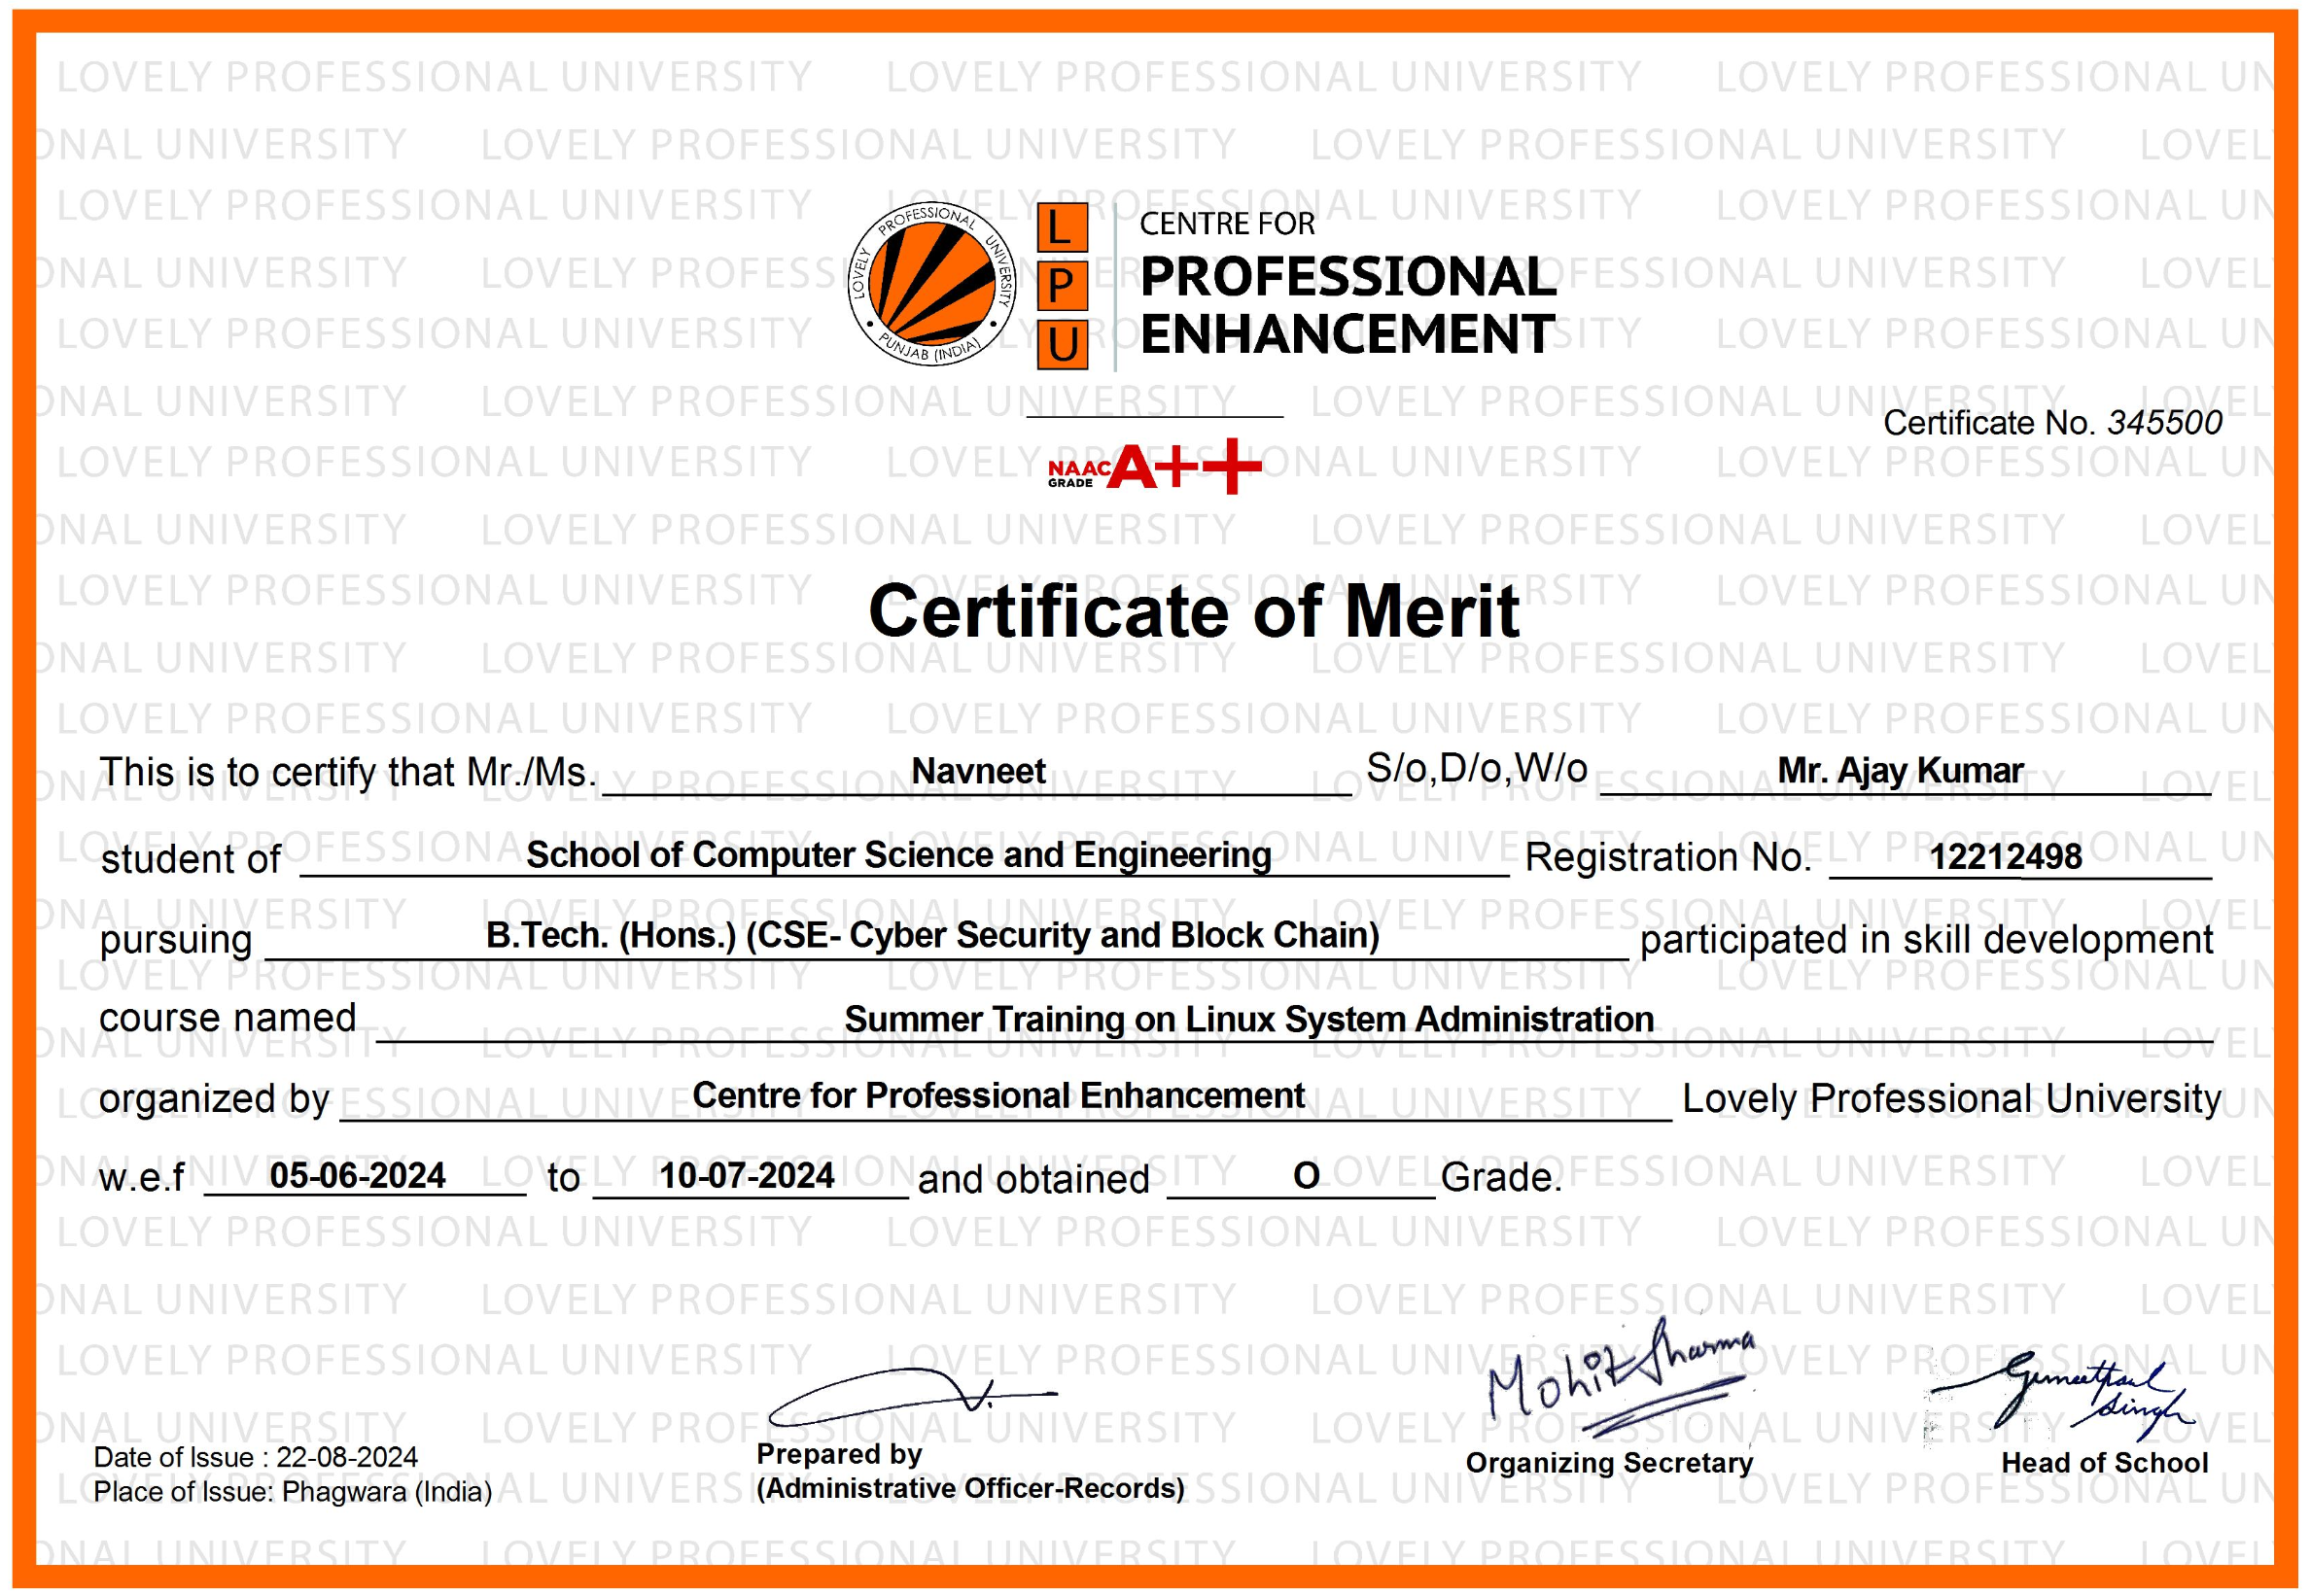 LOVELY PROFESSIONAL UNIVERSITY
LOVELY PROFESSIONAL UNIVERSITY • PUNJAB (INDIA) •
L
P
U
CENTRE FOR
PROFESSIONAL
ENHANCEMENT
Certificate No. 345500
NAAC
GRADE
A++
Certificate of Merit
This is to certify that Mr./Ms. Navneet S/o,D/o,W/o Mr. Ajay Kumar
student of School of Computer Science and Engineering Registration No. 12212498
pursuing B.Tech. (Hons.) (CSE- Cyber Security and Block Chain) participated in skill development
course named Summer Training on Linux System Administration
organized by Centre for Professional Enhancement Lovely Professional University
w.e.f 05-06-2024 to 10-07-2024 and obtained O Grade.
Mohit Sharma
Gurmeetpaul
Singh
Date of Issue : 22-08-2024
Place of Issue: Phagwara (India)
Prepared by
(Administrative Officer-Records)
Organizing Secretary
Head of School